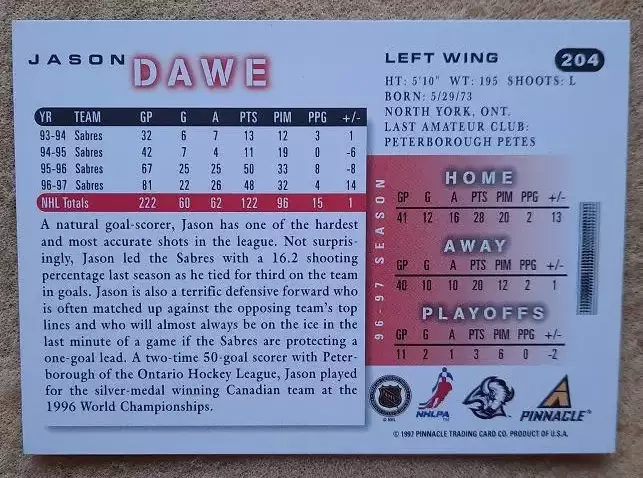 JASON DAWE
LEFT WING 204
HT: 5'10" WT: 195 SHOOTS: L
BORN: 5/29/73
NORTH YORK, ONT.
LAST AMATEUR CLUB:
PETERBOROUGH PETES
YR TEAM GP G A PTS PIM PPG +/-
93-94 Sabres 32 6 7 13 12 3 1
94-95 Sabres 42 7 4 11 19 0 -6
95-96 Sabres 67 25 25 50 33 8 -8
96-97 Sabres 81 22 26 48 32 4 14
NHL Totals 222 60 62 122 96 15 1
A natural goal-scorer, Jason has one of the hardest
and most accurate shots in the league. Not surpris-
ingly, Jason led the Sabres with a 16.2 shooting
percentage last season as he tied for third on the team
in goals. Jason is also a terrific defensive forward who
is often matched up against the opposing team's top
lines and who will almost always be on the ice in the
last minute of a game if the Sabres are protecting a
one-goal lead. A two-time 50-goal scorer with Peter-
borough of the Ontario Hockey League, Jason played
for the silver-medal winning Canadian team at the
1996 World Championships.
96-97 SEASON
HOME
GP G A PTS PIM PPG +/-
41 12 16 28 20 2 13
AWAY
GP G A PTS PIM PPG +/-
40 10 10 20 12 2 1
PLAYOFFS
GP G A PTS PIM PPG +/-
11 2 1 3 6 0 -2
NHL
© NHL
NHLPA
PINNACLE
© 1997 PINNACLE TRADING CARD CO. PRODUCT OF U.S.A.